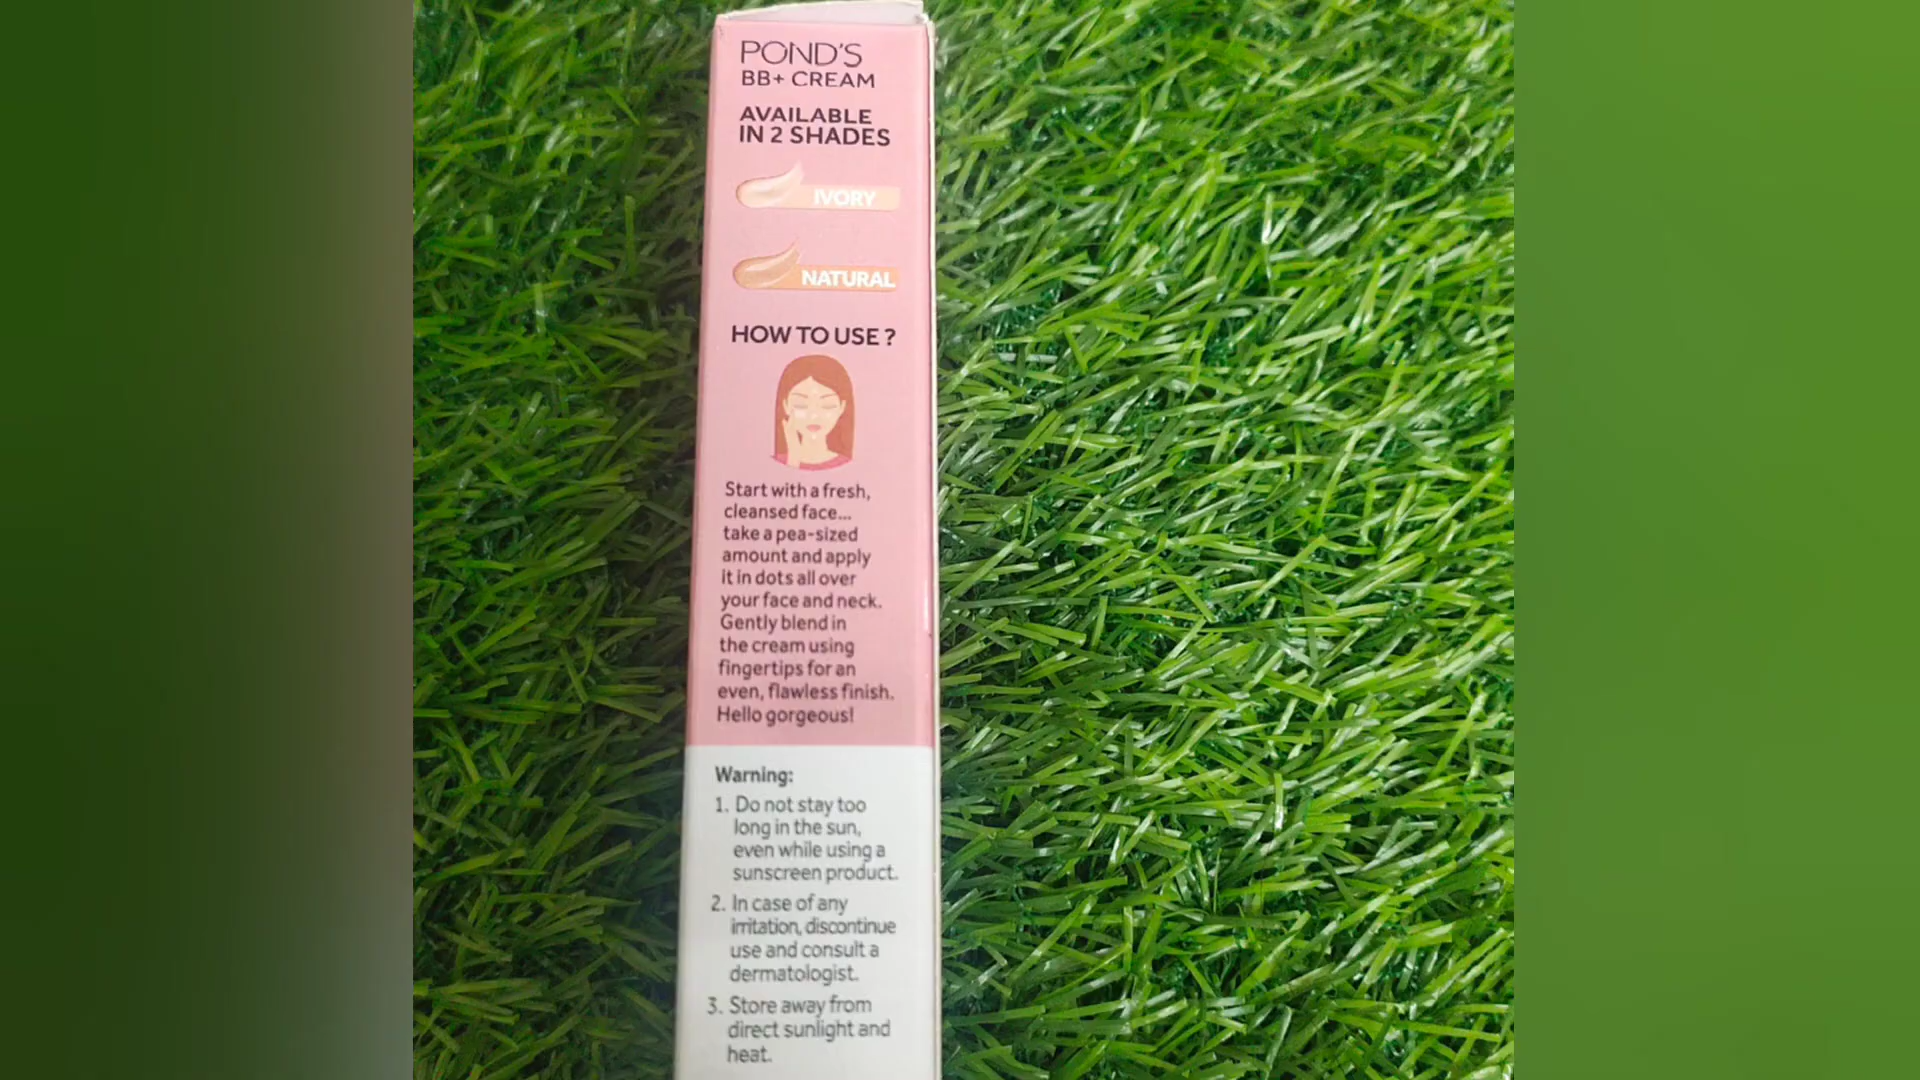 POND'S
BB+ CREAM
AVAILABLE
IN 2 SHADES
IVORY
NATURAL
HOW TO USE ?
Start with a fresh,
cleansed face...
take a pea-sized
amount and apply
it in dots all over
your face and neck.
Gently blend in
the cream using
fingertips for an
even, flawless finish.
Hello gorgeous!
Warning:
1. Do not stay too
long in the sun,
even while using a
sunscreen product.
2. In case of any
irritation, discontinue
use and consult a
dermatologist.
3. Store away from
direct sunlight and
heat.